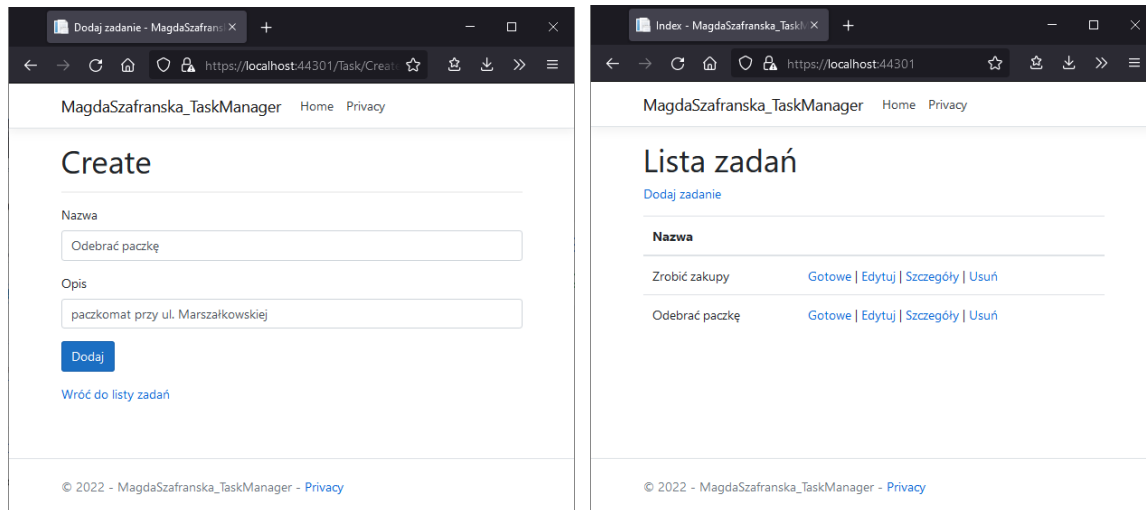 Dodaj zadanie - MagdaSzafransl
https://localhost:44301/Task/Create
MagdaSzafranska_TaskManager Home Privacy
Create
Nazwa
Odebrać paczkę
Opis
paczkomat przy ul. Marszałkowskiej
Dodaj
Wróć do listy zadań
© 2022 - MagdaSzafranska_TaskManager - Privacy
Index - MagdaSzafranska_Task
https://localhost:44301
MagdaSzafranska_TaskManager Home Privacy
Lista zadań
Dodaj zadanie
Nazwa
Zrobić zakupy Gotowe | Edytuj | Szczegóły | Usuń
Odebrać paczkę Gotowe | Edytuj | Szczegóły | Usuń
© 2022 - MagdaSzafranska_TaskManager - Privacy